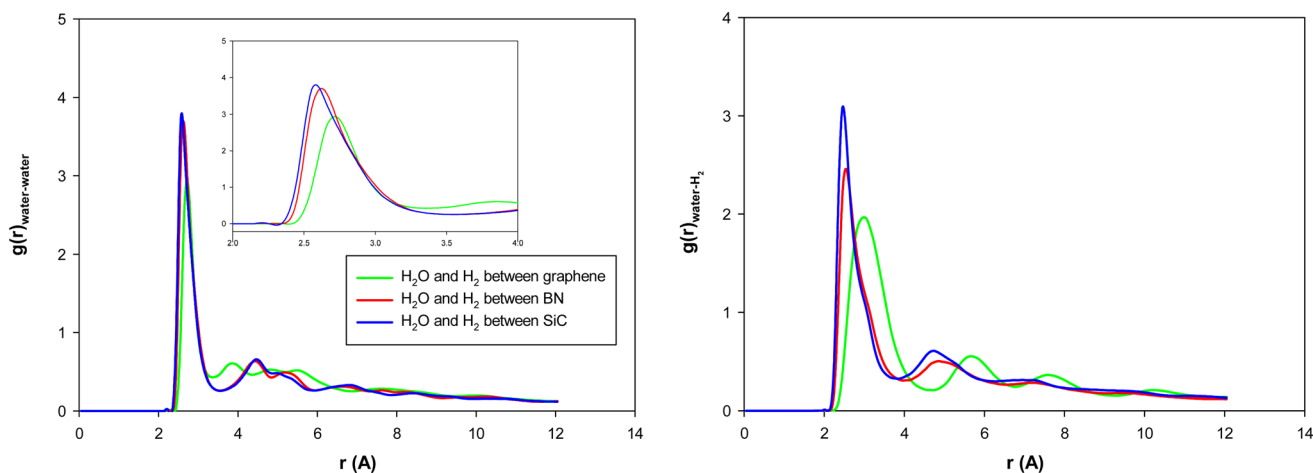 5
4
3
2
1
0
g(r)water-water
0 2 4 6 8 10 12 14
r (A)
5
4
3
2
1
0
2.0 2.5 3.0 3.5 4.0
H2O and H2 between graphene
H2O and H2 between BN
H2O and H2 between SiC
4
3
2
1
0
g(r)water-H2
0 2 4 6 8 10 12 14
r (A)